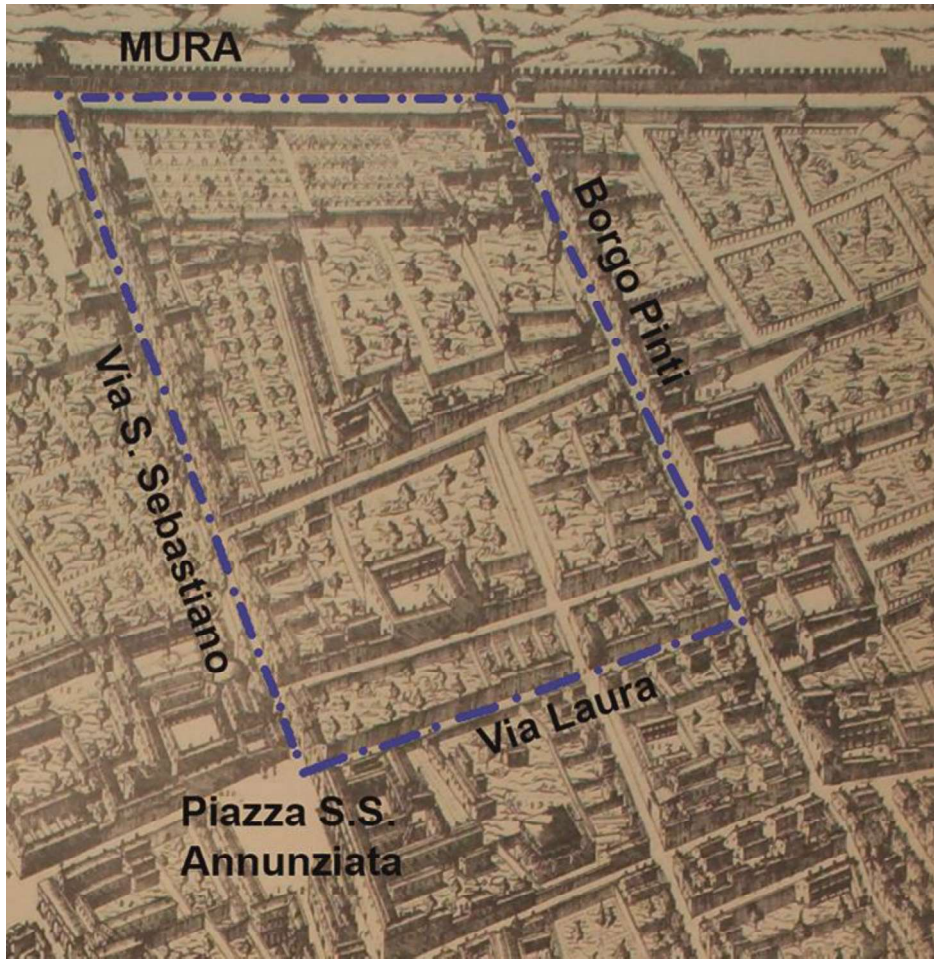 MURA
Borgo Pinti
Via S. Sebastiano
Via Laura
Piazza S.S.
Annunziata